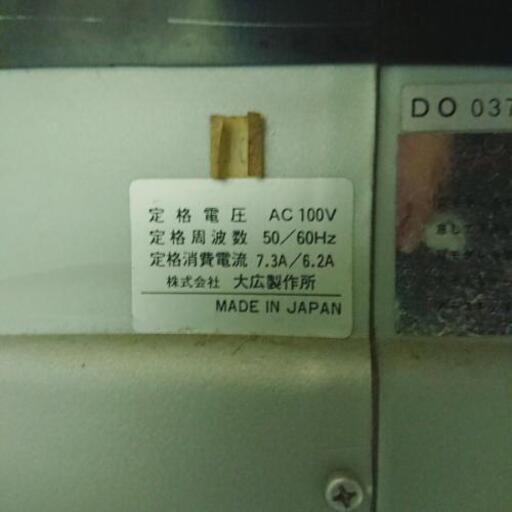 定格電圧 AC 100V
定格周波数 50/60Hz
定格消費電流 7.3A/6.2A
株式会社 大広製作所
MADE IN JAPAN
DO 037